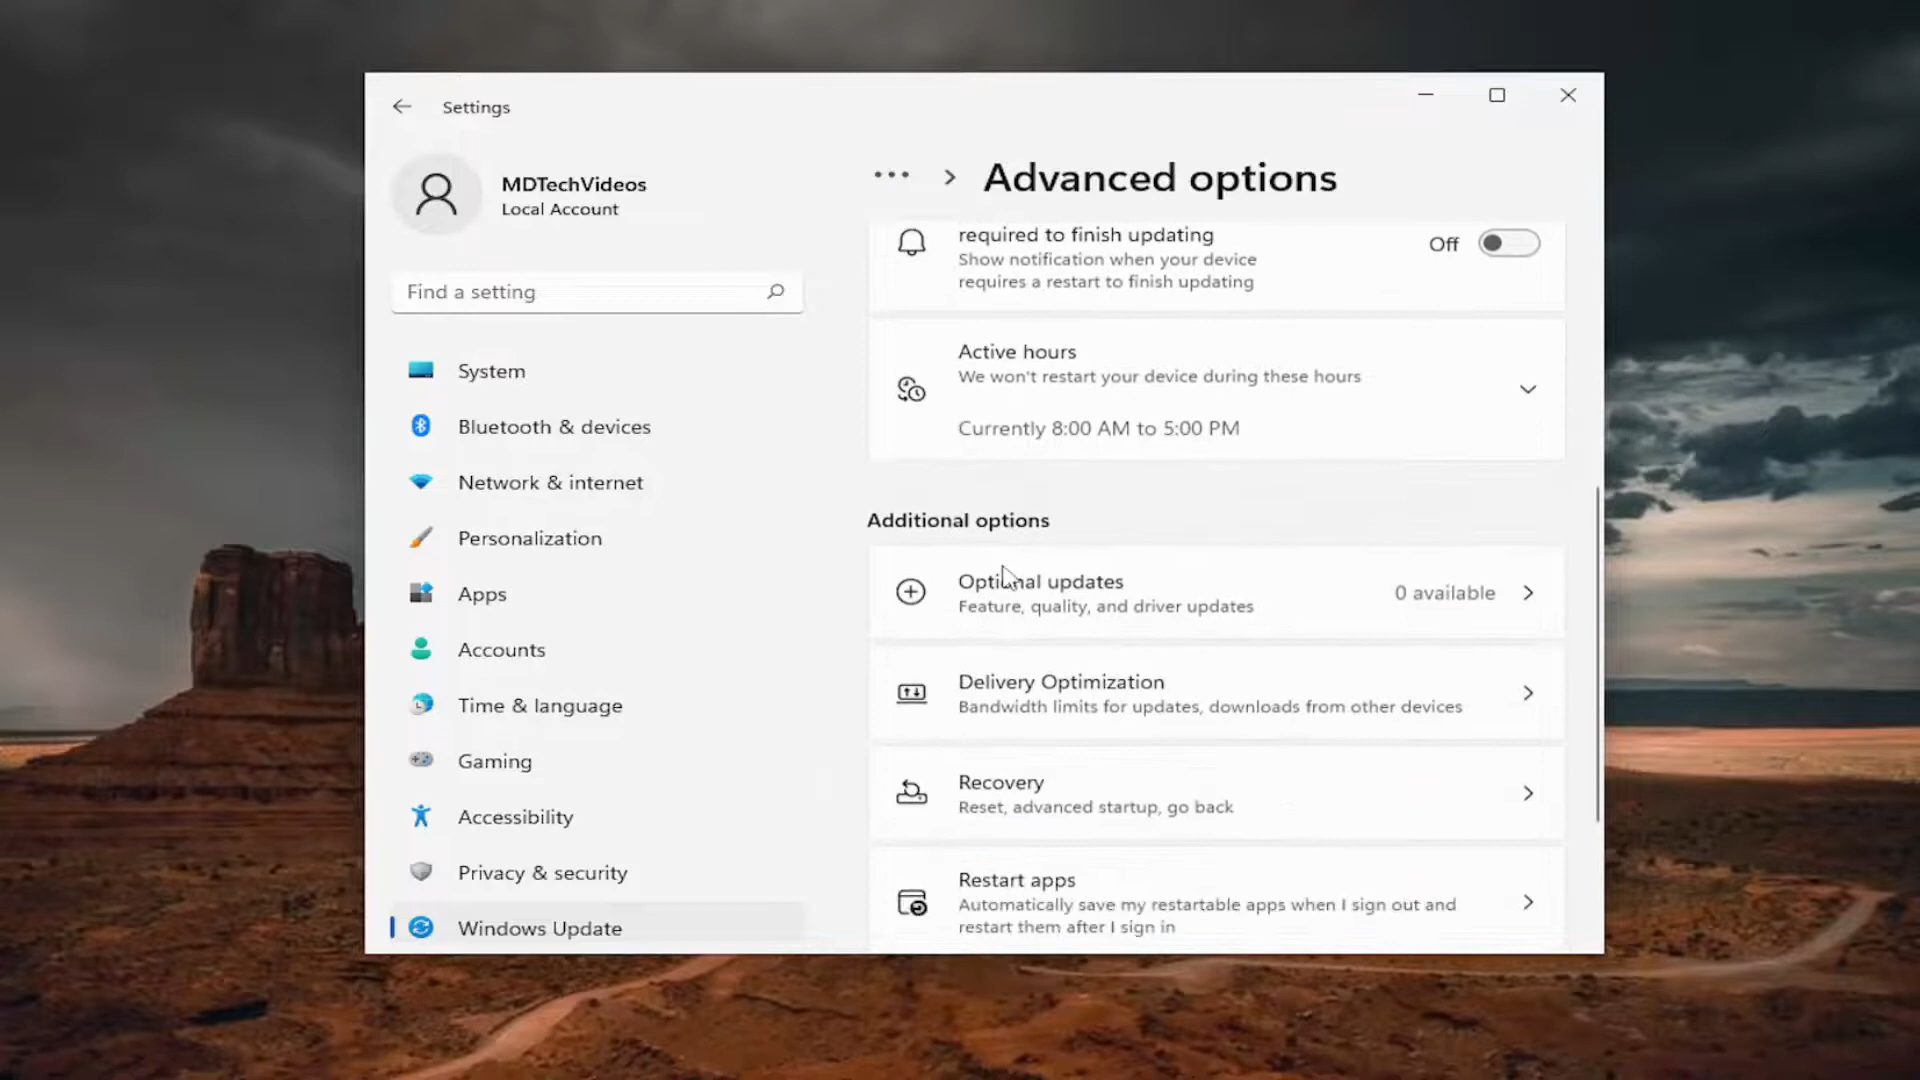 Settings
MDTechVideos
Local Account
Find a setting
System
Bluetooth & devices
Network & internet
Personalization
Apps
Accounts
Time & language
Gaming
Accessibility
Privacy & security
Windows Update
Advanced options
required to finish updating
Show notification when your device
requires a restart to finish updating
Off
Active hours
We won't restart your device during these hours
Currently 8:00 AM to 5:00 PM
Additional options
Optional updates
Feature, quality, and driver updates
0 available
Delivery Optimization
Bandwidth limits for updates, downloads from other devices
Recovery
Reset, advanced startup, go back
Restart apps
Automatically save my restartable apps when I sign out and
restart them after I sign in